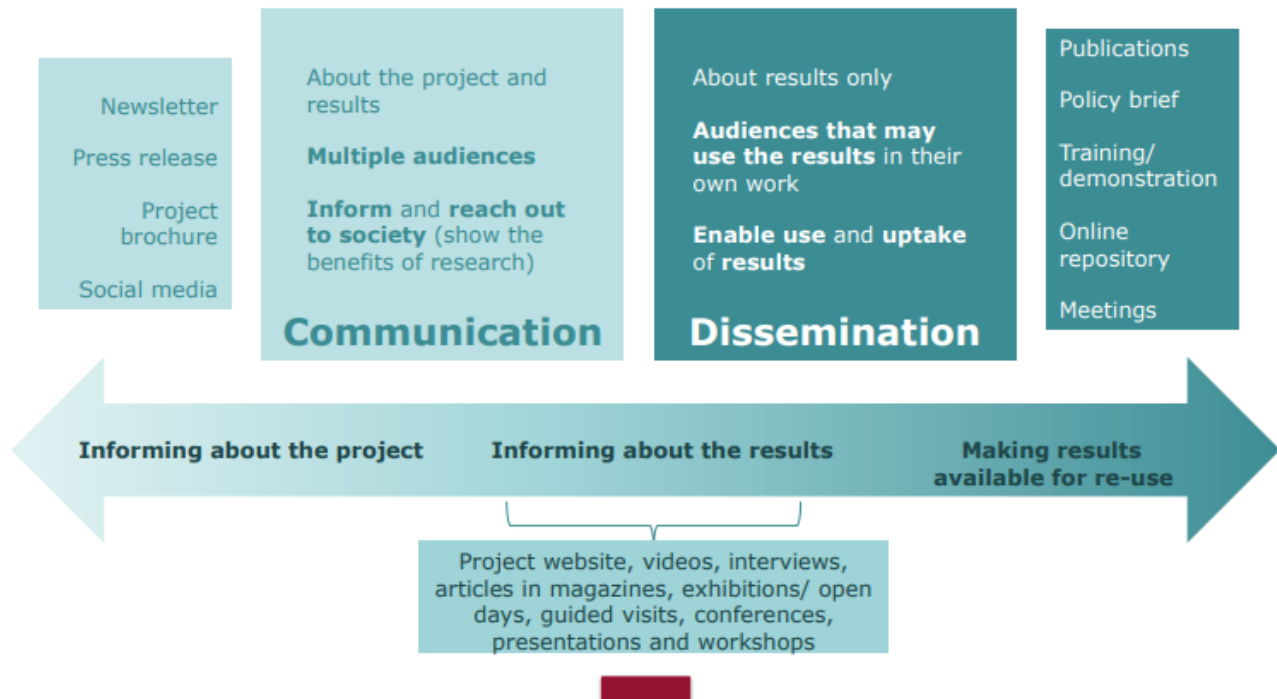 Newsletter
Press release
Project
brochure
Social media
About the project and
results
Multiple audiences
Inform and reach out
to society (show the
benefits of research)
Communication
About results only
Audiences that may
use the results in their
own work
Enable use and uptake
of results
Dissemination
Publications
Policy brief
Training/
demonstration
Online
repository
Meetings
Informing about the project
Informing about the results
Making results
available for re-use
Project website, videos, interviews,
articles in magazines, exhibitions/ open
days, guided visits, conferences,
presentations and workshops